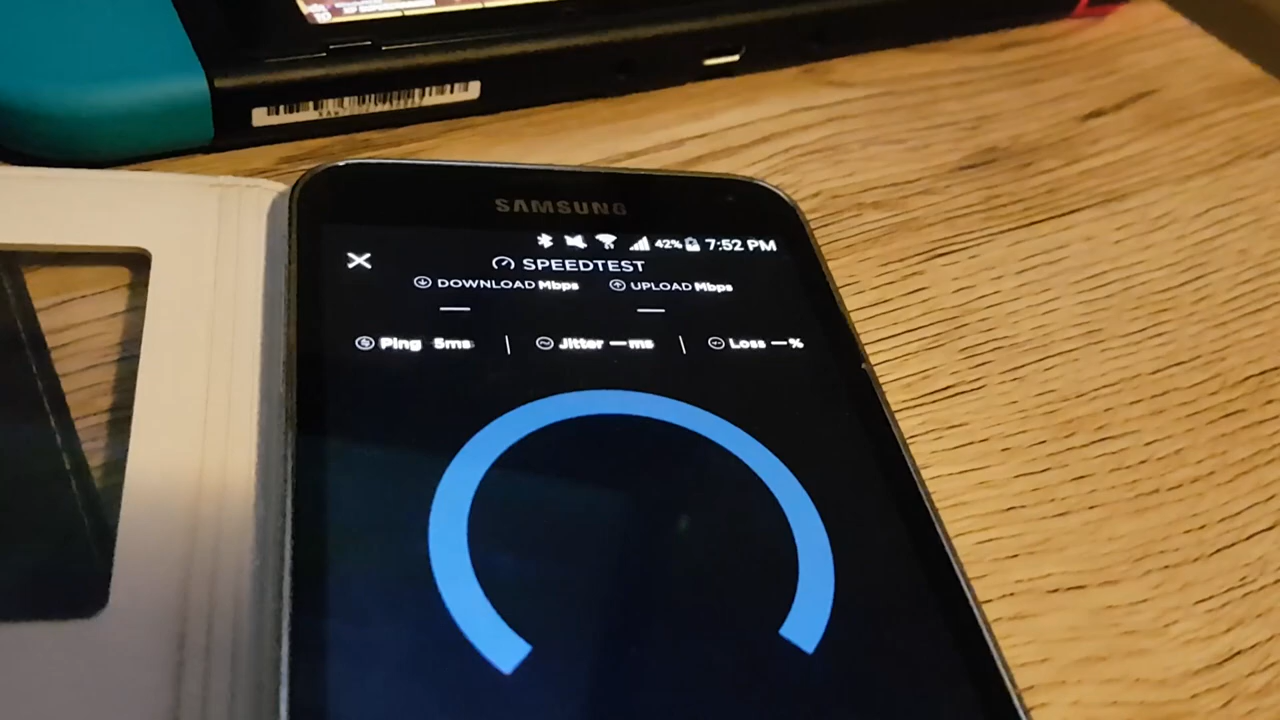 SAMSUNG
42% 7:52 PM
SPEEDTEST
DOWNLOAD Mbps UPLOAD Mbps
— —
Ping 5ms | Jitter — ms | Loss — %